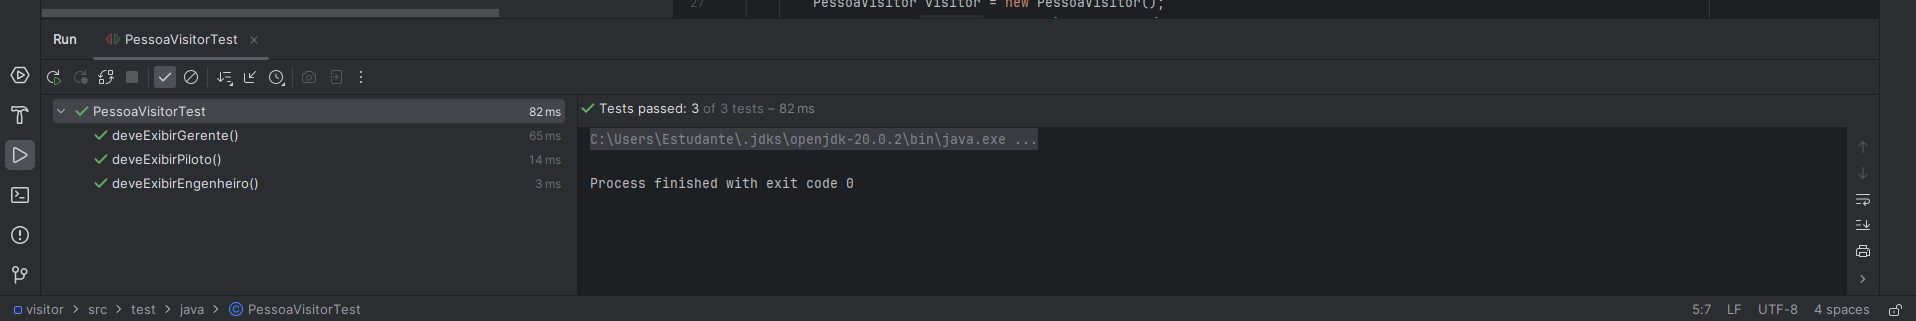 27 PessoaVisitor visitor = new PessoaVisitor();
Run PessoaVisitorTest
PessoaVisitorTest 82 ms
deveExibirGerente() 65 ms
deveExibirPiloto() 14 ms
deveExibirEngenheiro() 3 ms
Tests passed: 3 of 3 tests – 82 ms
C:\Users\Estudante\.jdks\openjdk-20.0.2\bin\java.exe ...
Process finished with exit code 0
visitor > src > test > java > PessoaVisitorTest 5:7 LF UTF-8 4 spaces